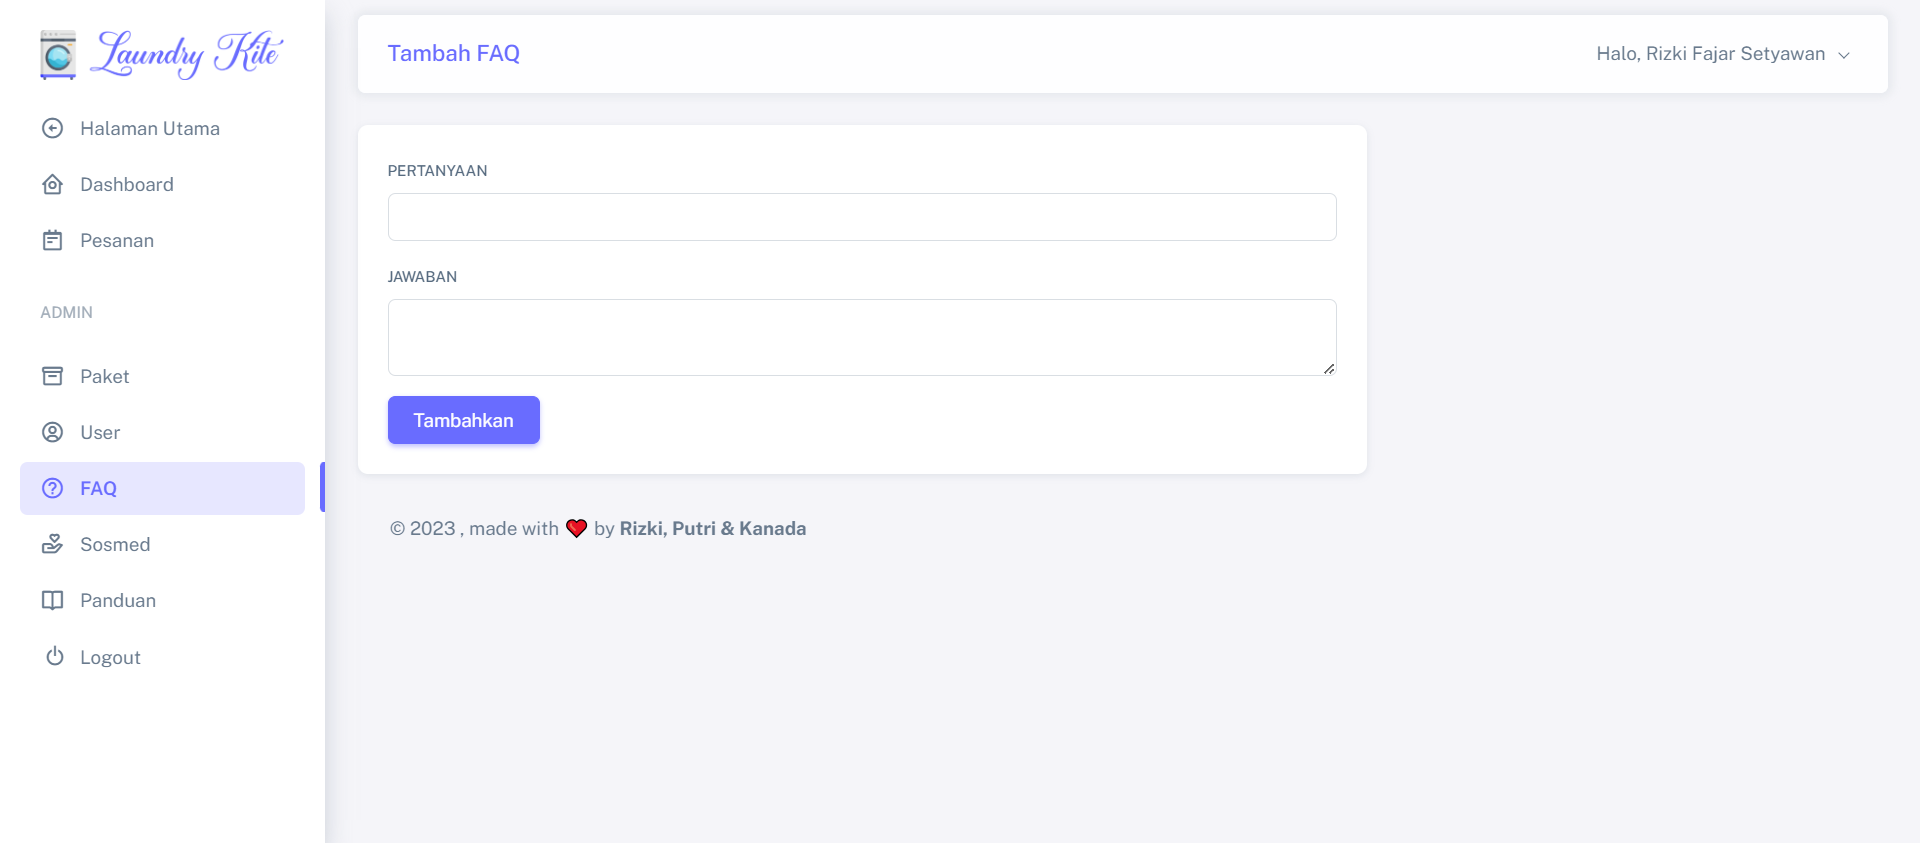 Laundry Kite
Halaman Utama
Dashboard
Pesanan
ADMIN
Paket
User
FAQ
Sosmed
Panduan
Logout
Tambah FAQ
Halo, Rizki Fajar Setyawan
PERTANYAAN
JAWABAN
Tambahkan
© 2023 , made with ❤️ by Rizki, Putri & Kanada